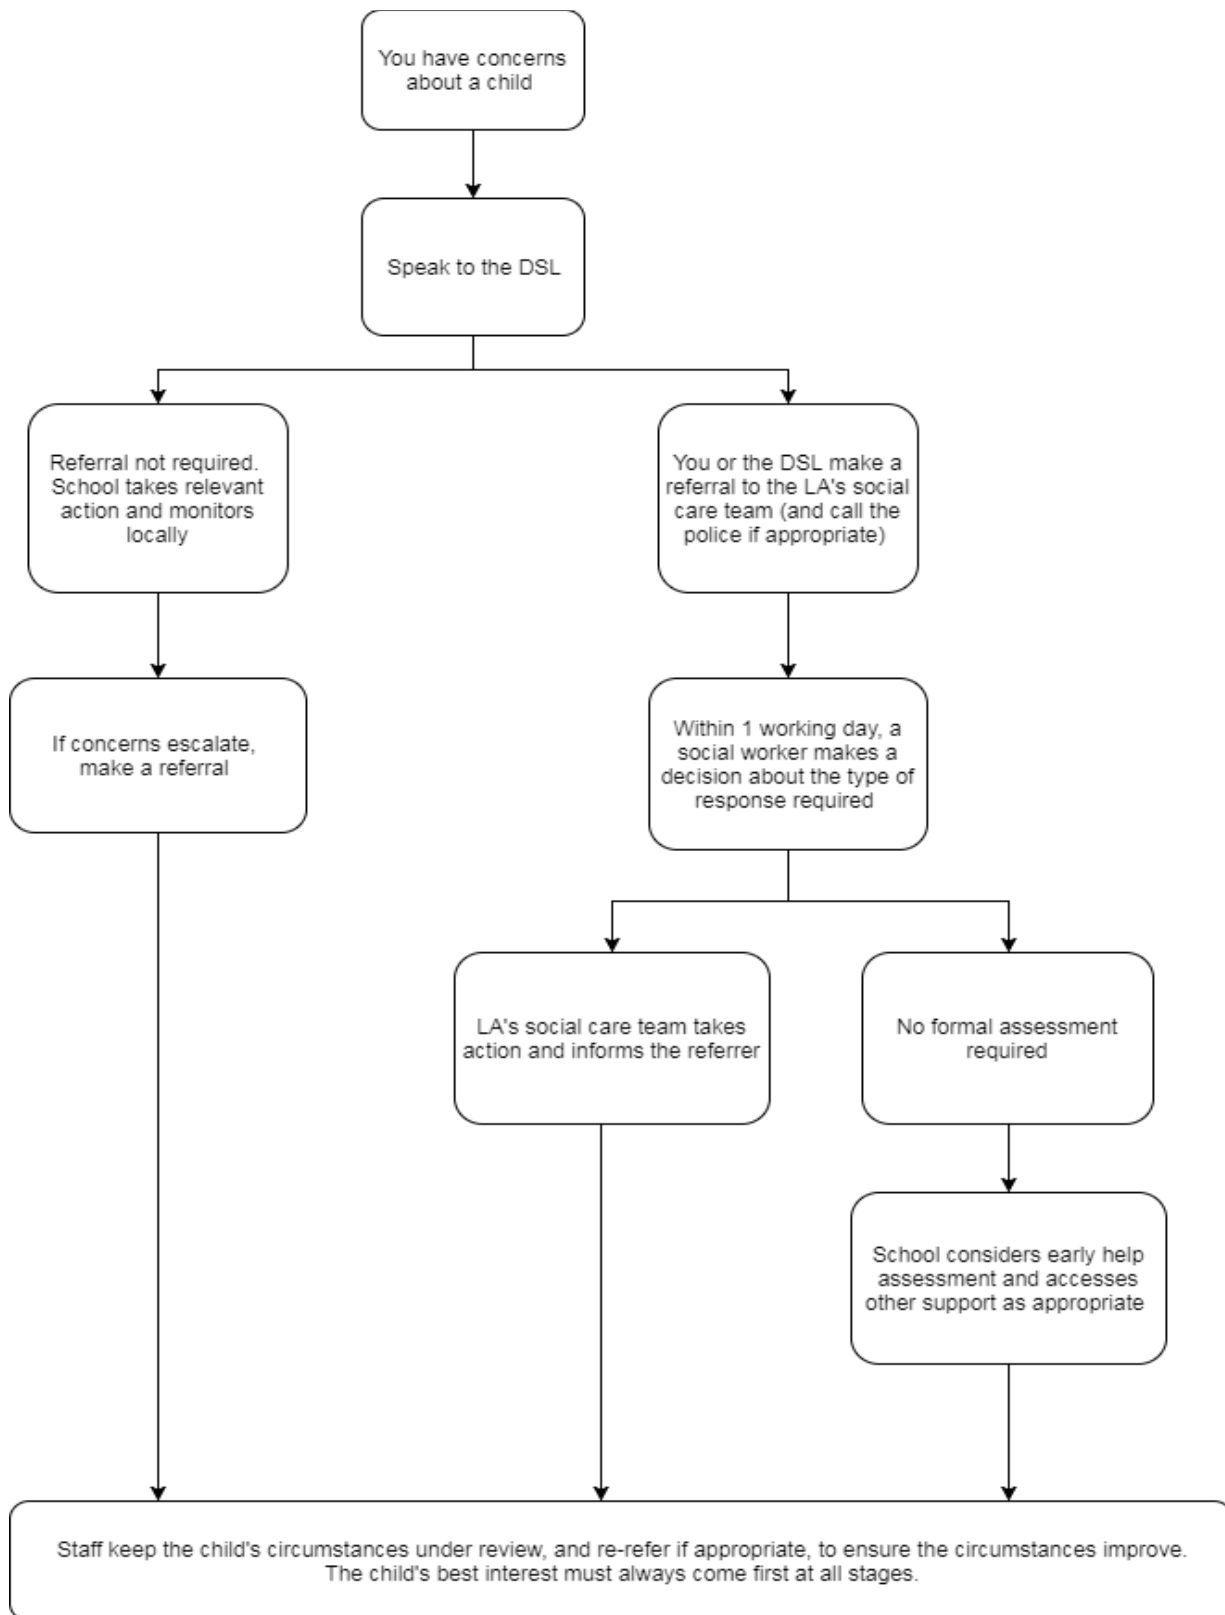 You have concerns
about a child
Speak to the DSL
Referral not required.
School takes relevant
action and monitors
locally
You or the DSL make a
referral to the LA's social
care team (and call the
police if appropriate)
If concerns escalate,
make a referral
Within 1 working day, a
social worker makes a
decision about the type of
response required
LA's social care team takes
action and informs the referrer
No formal assessment
required
School considers early help
assessment and accesses
other support as appropriate
Staff keep the child's circumstances under review, and re-refer if appropriate, to ensure the circumstances improve.
The child's best interest must always come first at all stages.